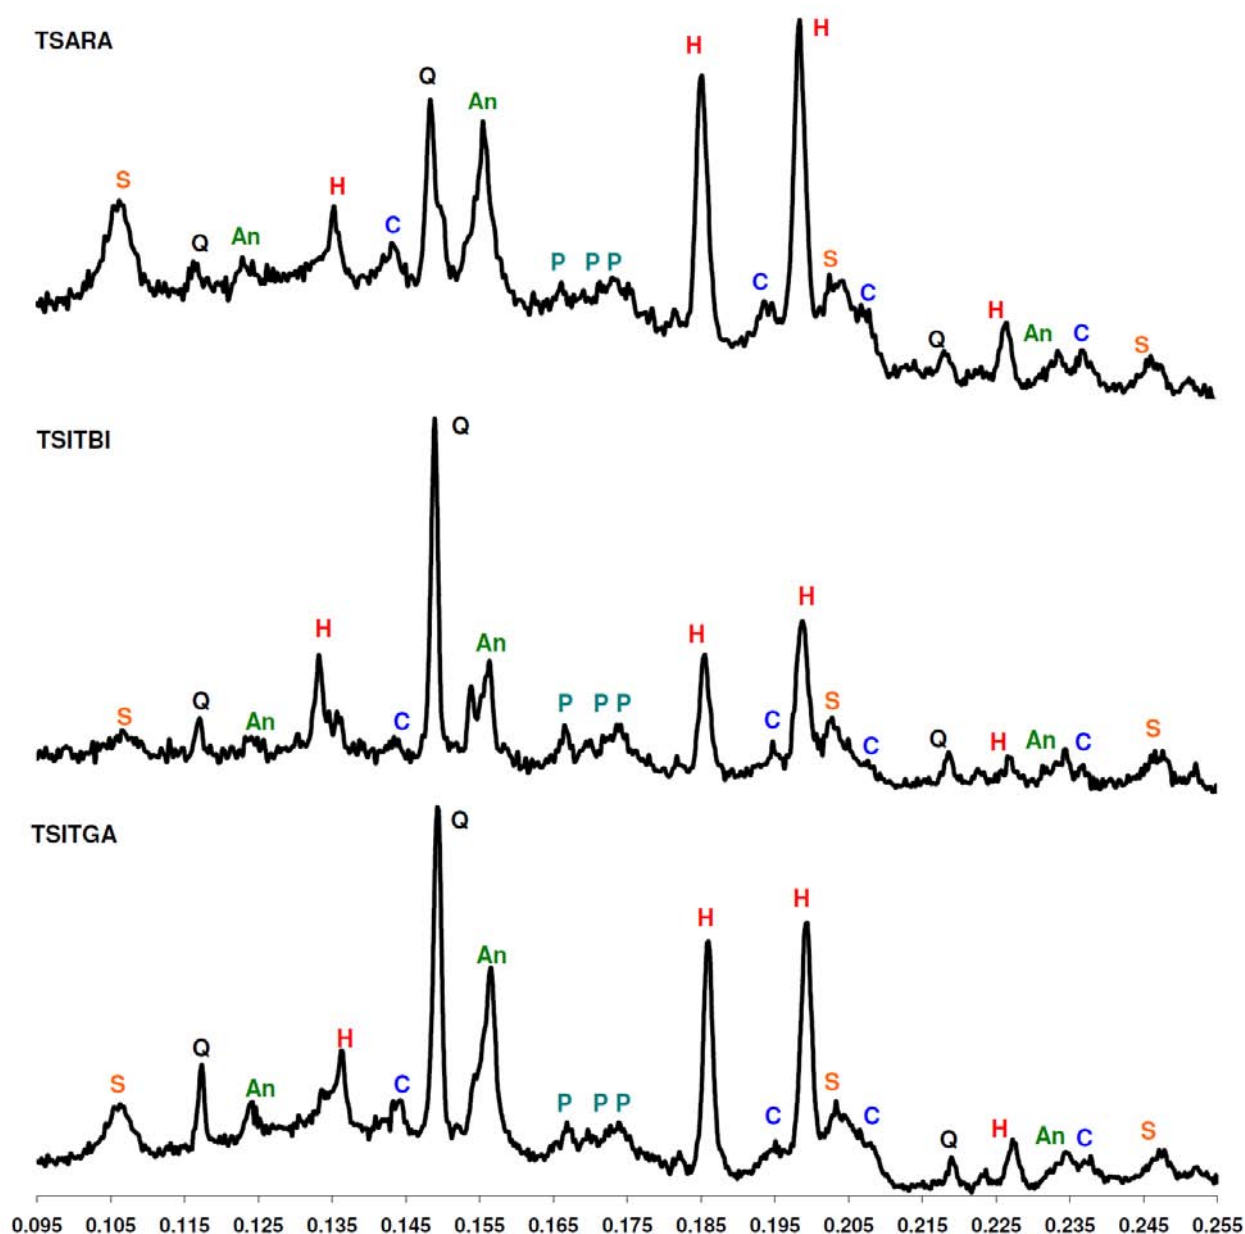 TSARA
H
H
Q
An
S
H
Q
An
C
P
P
P
C
S
C
Q
H
An
C
S
TSITBI
Q
H
S
Q
An
C
An
P
P
P
H
H
C
S
C
Q
H
An
C
S
TSITGA
Q
S
Q
An
H
C
An
P
P
P
H
H
C
S
C
Q
H
An
C
S
0.095 0.105 0.115 0.125 0.135 0.145 0.155 0.165 0.175 0.185 0.195 0.205 0.215 0.225 0.235 0.245 0.255